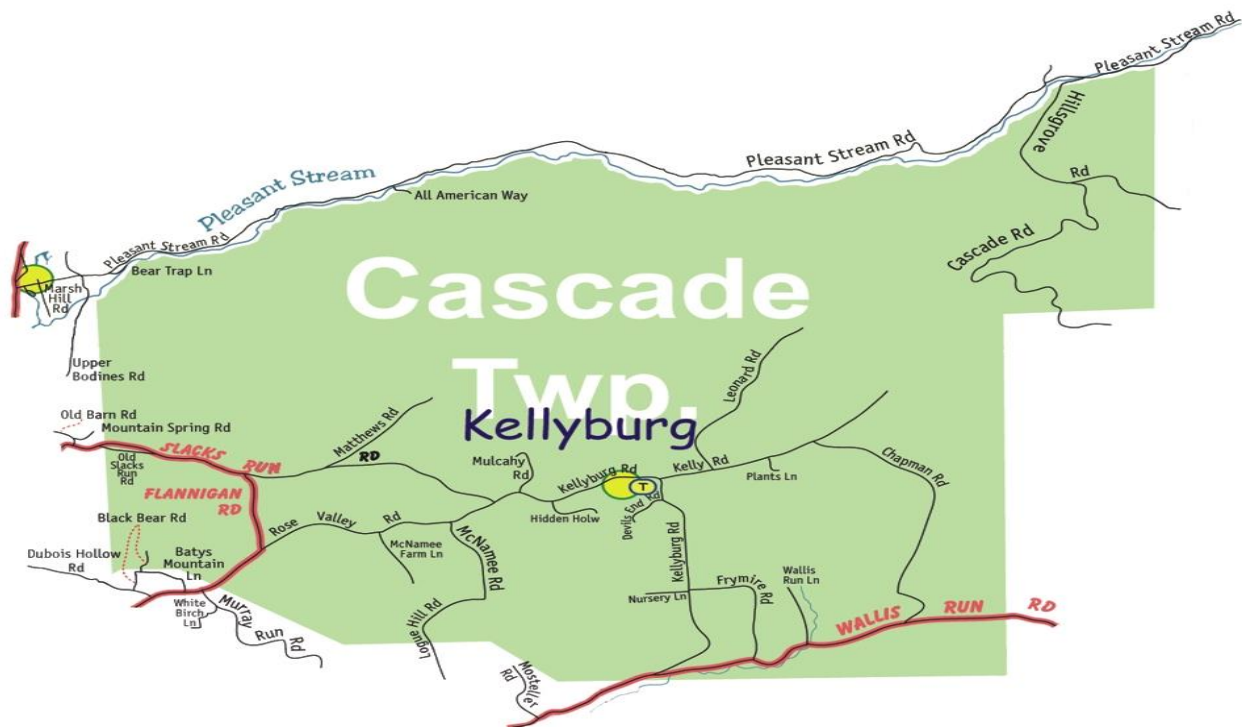 Pleasant Stream Rd
Hillsgrove
Rd
Pleasant Stream Rd
Pleasant Stream
All American Way
Pleasant Stream Rd
Cascade Rd
Bear Trap Ln
Marsh
Hill
Rd
Cascade
Twp.
Upper
Bodines Rd
Leonard Rd
Old Barn Rd
Mountain Spring Rd
Matthews Rd
Kellyburg
SLACKS RUN
RD
Old
Slacks
Run
Rd
Mulcahy
Rd
Kellyburg Rd
Kelly Rd
Chapman Rd
Plants Ln
T
FLANNIGAN
RD
Hidden Holw
Devils End Rd
Black Bear Rd
Rose Valley Rd
Dubois Hollow
Rd
Batys
Mountain
Ln
McNamee
Farm Ln
McNamee Rd
Kellyburg Rd
Wallis
Run Ln
Frymire Rd
Nursery Ln
White
Birch
Ln
Murray
Run Rd
Logue Hill Rd
WALLIS RUN RD
Mosteller
Rd